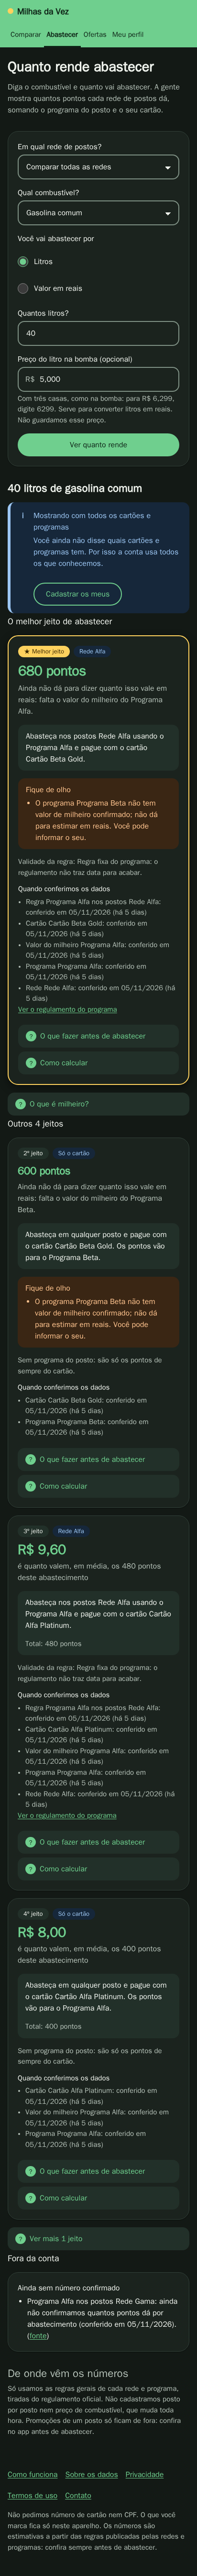 Milhas da Vez
Comparar Abastecer Ofertas Meu perfil
Quanto rende abastecer
Diga o combustível e quanto vai abastecer. A gente
mostra quantos pontos cada rede de postos dá,
somando o programa do posto e o seu cartão.
Em qual rede de postos?
Comparar todas as redes
Qual combustível?
Gasolina comum
Você vai abastecer por
Litros
Valor em reais
Quantos litros?
40
Preço do litro na bomba (opcional)
R$ 5,000
Com três casas, como na bomba: para R$ 6,299,
digite 6299. Serve para converter litros em reais.
Não guardamos esse preço.
Ver quanto rende
40 litros de gasolina comum
i Mostrando com todos os cartões e
programas
Você ainda não disse quais cartões e
programas tem. Por isso a conta usa todos
os que conhecemos.
Cadastrar os meus
O melhor jeito de abastecer
★ Melhor jeito Rede Alfa
680 pontos
Ainda não dá para dizer quanto isso vale em
reais: falta o valor do milheiro do Programa
Alfa.
Abasteça nos postos Rede Alfa usando o
Programa Alfa e pague com o cartão
Cartão Beta Gold.
Fique de olho
• O programa Programa Beta não tem
valor de milheiro confirmado; não dá
para estimar em reais. Você pode
informar o seu.
Validade da regra: Regra fixa do programa: o
regulamento não traz data para acabar.
Quando conferimos os dados
• Regra Programa Alfa nos postos Rede Alfa:
conferido em 05/11/2026 (há 5 dias)
• Cartão Cartão Beta Gold: conferido em
05/11/2026 (há 5 dias)
• Valor do milheiro Programa Alfa: conferido em
05/11/2026 (há 5 dias)
• Programa Programa Alfa: conferido em
05/11/2026 (há 5 dias)
• Rede Rede Alfa: conferido em 05/11/2026 (há
5 dias)
Ver o regulamento do programa
? O que fazer antes de abastecer
? Como calcular
? O que é milheiro?
Outros 4 jeitos
2º jeito Só o cartão
600 pontos
Ainda não dá para dizer quanto isso vale em
reais: falta o valor do milheiro do Programa
Beta.
Abasteça em qualquer posto e pague com
o cartão Cartão Beta Gold. Os pontos vão
para o Programa Beta.
Fique de olho
• O programa Programa Beta não tem
valor de milheiro confirmado; não dá
para estimar em reais. Você pode
informar o seu.
Sem programa do posto: são só os pontos de
sempre do cartão.
Quando conferimos os dados
• Cartão Cartão Beta Gold: conferido em
05/11/2026 (há 5 dias)
• Programa Programa Beta: conferido em
05/11/2026 (há 5 dias)
? O que fazer antes de abastecer
? Como calcular
3º jeito Rede Alfa
R$ 9,60
é quanto valem, em média, os 480 pontos
deste abastecimento
Abasteça nos postos Rede Alfa usando o
Programa Alfa e pague com o cartão Cartão
Alfa Platinum.
Total: 480 pontos
Validade da regra: Regra fixa do programa: o
regulamento não traz data para acabar.
Quando conferimos os dados
• Regra Programa Alfa nos postos Rede Alfa:
conferido em 05/11/2026 (há 5 dias)
• Cartão Cartão Alfa Platinum: conferido em
05/11/2026 (há 5 dias)
• Valor do milheiro Programa Alfa: conferido em
05/11/2026 (há 5 dias)
• Programa Programa Alfa: conferido em
05/11/2026 (há 5 dias)
• Rede Rede Alfa: conferido em 05/11/2026 (há
5 dias)
Ver o regulamento do programa
? O que fazer antes de abastecer
? Como calcular
4º jeito Só o cartão
R$ 8,00
é quanto valem, em média, os 400 pontos
deste abastecimento
Abasteça em qualquer posto e pague com
o cartão Cartão Alfa Platinum. Os pontos
vão para o Programa Alfa.
Total: 400 pontos
Sem programa do posto: são só os pontos de
sempre do cartão.
Quando conferimos os dados
• Cartão Cartão Alfa Platinum: conferido em
05/11/2026 (há 5 dias)
• Valor do milheiro Programa Alfa: conferido em
05/11/2026 (há 5 dias)
• Programa Programa Alfa: conferido em
05/11/2026 (há 5 dias)
? O que fazer antes de abastecer
? Como calcular
? Ver mais 1 jeito
Fora da conta
Ainda sem número confirmado
• Programa Alfa nos postos Rede Gama: ainda
não confirmamos quantos pontos dá por
abastecimento (conferido em 05/11/2026).
(fonte)
De onde vêm os números
Só usamos as regras gerais de cada rede e programa,
tiradas do regulamento oficial. Não cadastramos posto
por posto nem preço de combustível, que muda toda
hora. Promoções de um posto só ficam de fora: confira
no app antes de abastecer.
Como funciona Sobre os dados Privacidade
Termos de uso Contato
Não pedimos número de cartão nem CPF. O que você
marca fica só neste aparelho. Os números são
estimativas a partir das regras publicadas pelas redes e
programas: confira sempre antes de abastecer.